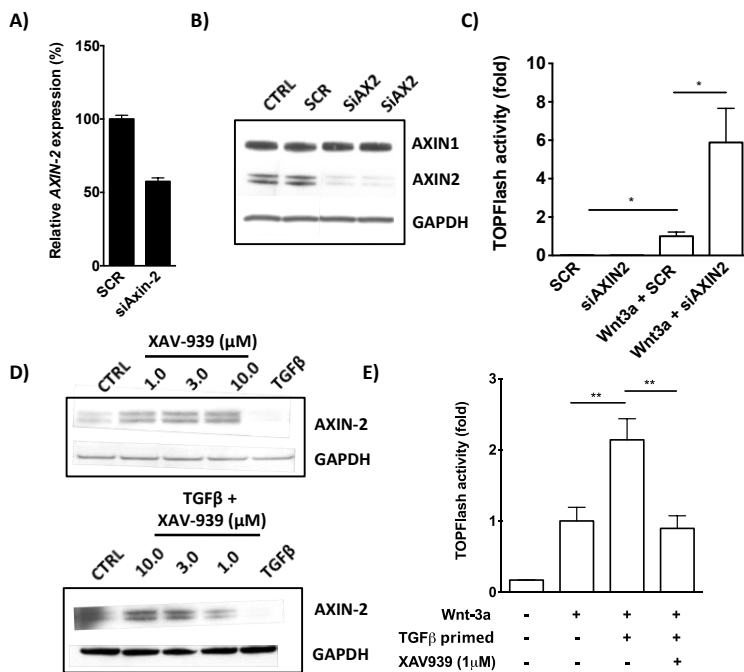 A)
Relative AXIN-2 expression (%)
150
100
50
0
SCR
siAxin-2
B)
CTRL
SCR
SiAX2
SiAX2
AXIN1
AXIN2
GAPDH
C)
TOPFlash activity (fold)
10
8
6
4
2
0
*
*
SCR
siAXIN2
Wnt3a + SCR
Wnt3a + siAXIN2
D)
XAV-939 (μM)
CTRL
1.0
3.0
10.0
TGFβ
AXIN-2
GAPDH
TGFβ +
XAV-939 (μM)
CTRL
10.0
3.0
1.0
TGFβ
AXIN-2
GAPDH
E)
TOPFlash activity (fold)
3
2
1
0
**
**
Wnt-3a - + + +
TGFβ primed - - + +
XAV939 (1μM) - - - +